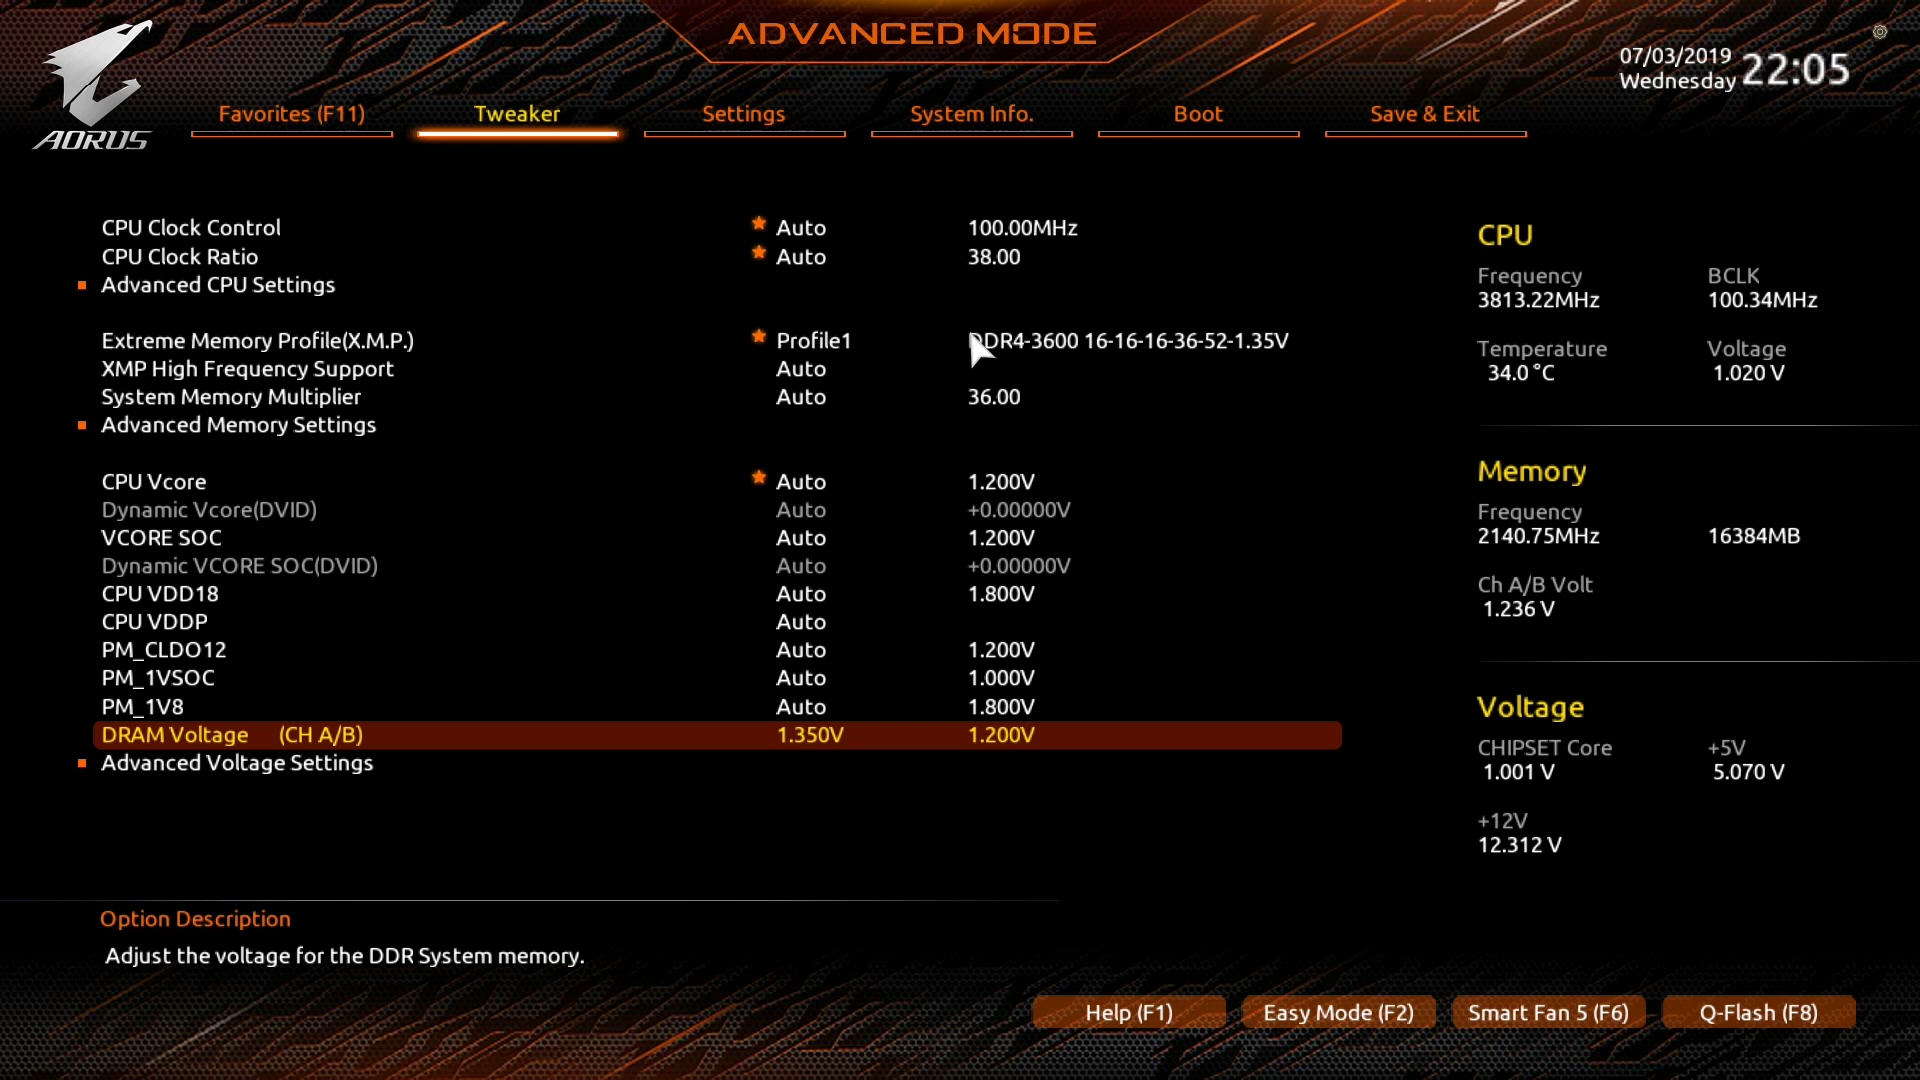 ADVANCED MODE
07/03/2019
Wednesday 22:05
AORUS
Favorites (F11) Tweaker Settings System Info. Boot Save & Exit
CPU Clock Control Auto 100.00MHz
CPU Clock Ratio Auto 38.00
Advanced CPU Settings
Extreme Memory Profile(X.M.P.) Profile1 DDR4-3600 16-16-16-36-52-1.35V
XMP High Frequency Support Auto
System Memory Multiplier Auto 36.00
Advanced Memory Settings
CPU Vcore Auto 1.200V
Dynamic Vcore(DVID) Auto +0.00000V
VCORE SOC Auto 1.200V
Dynamic VCORE SOC(DVID) Auto +0.00000V
CPU VDD18 Auto 1.800V
CPU VDDP Auto
PM_CLDO12 Auto 1.200V
PM_1VSOC Auto 1.000V
PM_1V8 Auto 1.800V
DRAM Voltage (CH A/B) 1.350V 1.200V
Advanced Voltage Settings
CPU
Frequency BCLK
3813.22MHz 100.34MHz
Temperature Voltage
34.0 °C 1.020 V
Memory
Frequency
2140.75MHz 16384MB
Ch A/B Volt
1.236 V
Voltage
CHIPSET Core +5V
1.001 V 5.070 V
+12V
12.312 V
Option Description
Adjust the voltage for the DDR System memory.
Help (F1) Easy Mode (F2) Smart Fan 5 (F6) Q-Flash (F8)